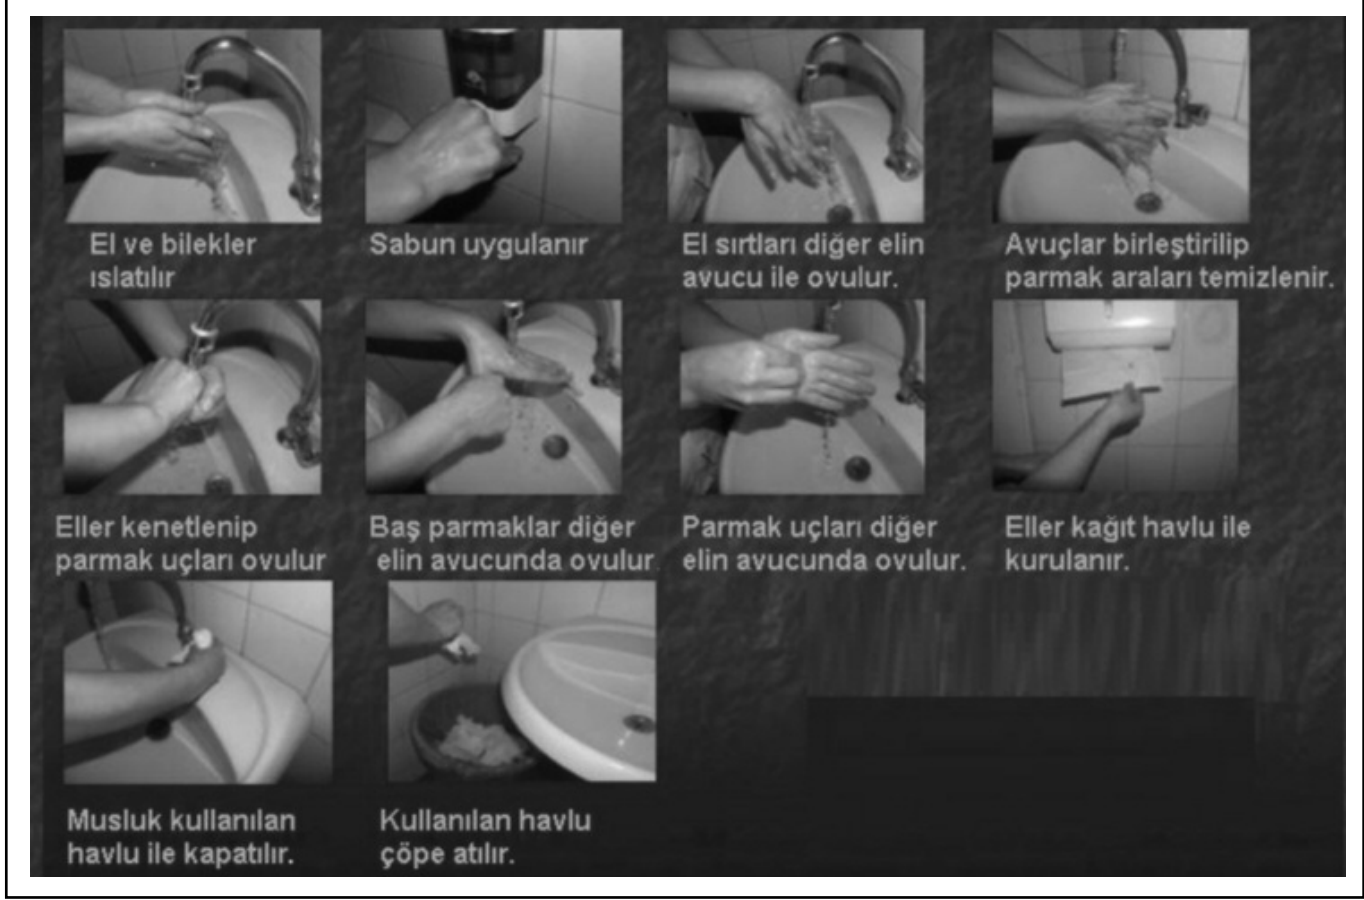 El ve bilekler
ıslatılır
Sabun uygulanır
El sırtları diğer elin
avucu ile ovulur.
Avuçlar birleştirilip
parmak araları temizlenir.
Eller kenetlenip
parmak uçları ovulur
Baş parmaklar diğer
elin avucunda ovulur
Parmak uçları diğer
elin avucunda ovulur.
Eller kağıt havlu ile
kurulanır.
Musluk kullanılan
havlu ile kapatılır.
Kullanılan havlu
çöpe atılır.